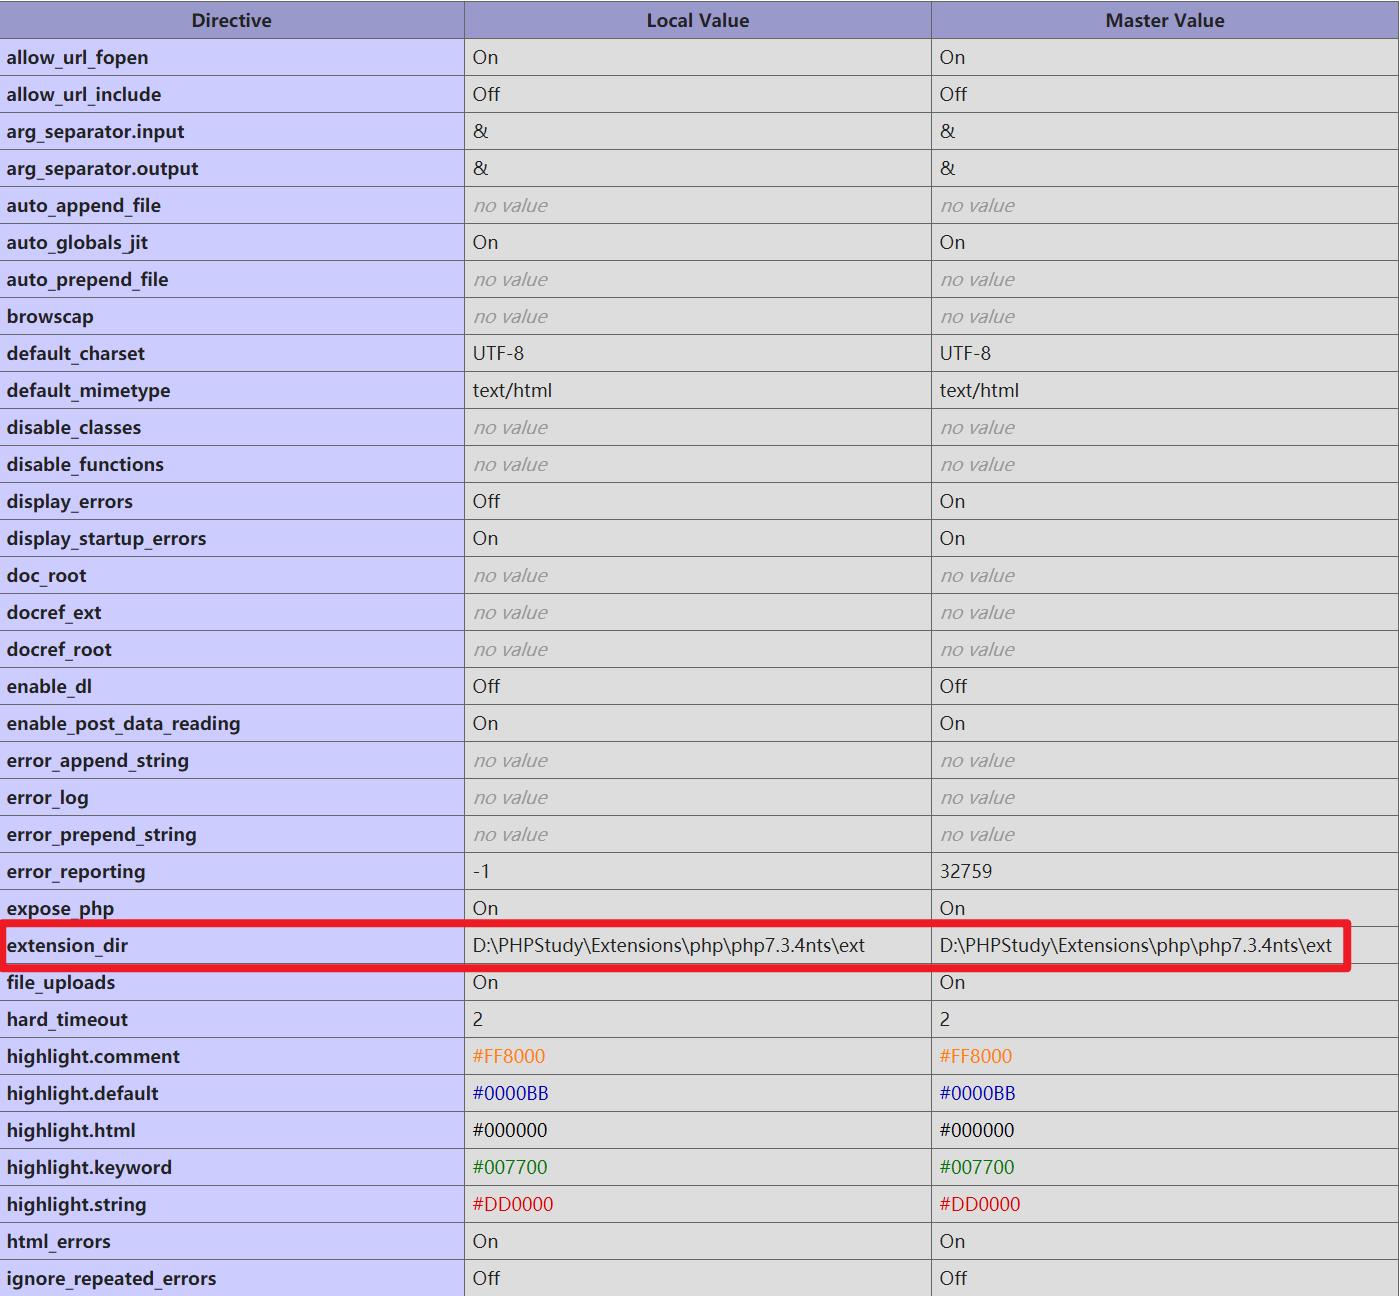 Directive Local Value Master Value
allow_url_fopen On On
allow_url_include Off Off
arg_separator.input & &
arg_separator.output & &
auto_append_file no value no value
auto_globals_jit On On
auto_prepend_file no value no value
browscap no value no value
default_charset UTF-8 UTF-8
default_mimetype text/html text/html
disable_classes no value no value
disable_functions no value no value
display_errors Off On
display_startup_errors On On
doc_root no value no value
docref_ext no value no value
docref_root no value no value
enable_dl Off Off
enable_post_data_reading On On
error_append_string no value no value
error_log no value no value
error_prepend_string no value no value
error_reporting -1 32759
expose_php On On
extension_dir D:\PHPStudy\Extensions\php\php7.3.4nts\ext D:\PHPStudy\Extensions\php\php7.3.4nts\ext
file_uploads On On
hard_timeout 2 2
highlight.comment #FF8000 #FF8000
highlight.default #0000BB #0000BB
highlight.html #000000 #000000
highlight.keyword #007700 #007700
highlight.string #DD0000 #DD0000
html_errors On On
ignore_repeated_errors Off Off